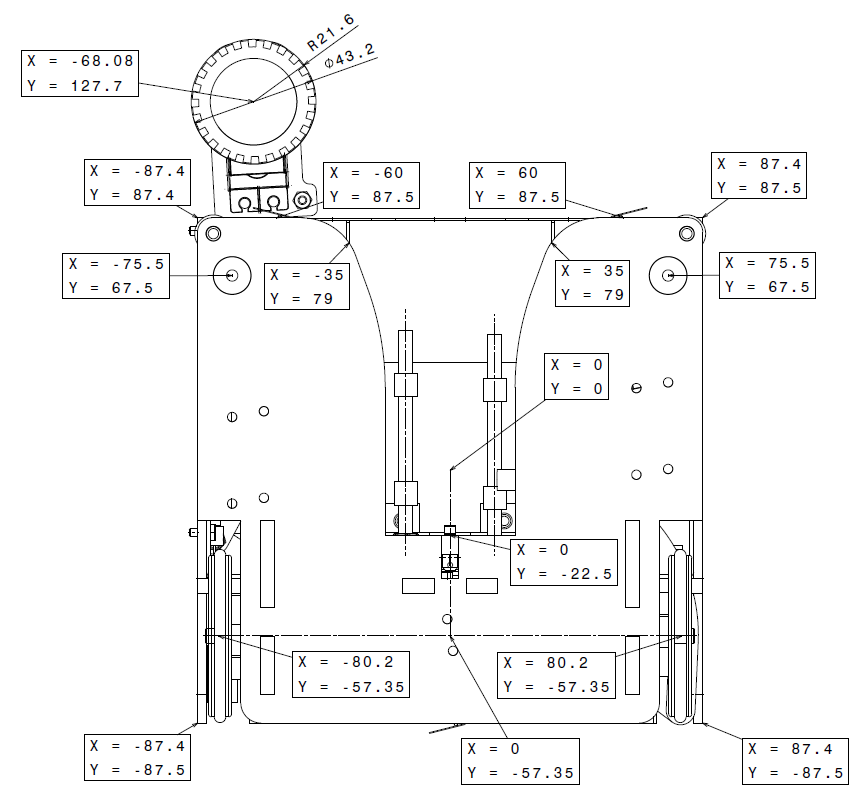 R21.6
Φ43.2
X = -68.08
Y = 127.7
X = -87.4
Y = 87.4
X = -60
Y = 87.5
X = 60
Y = 87.5
X = 87.4
Y = 87.5
X = -75.5
Y = 67.5
X = -35
Y = 79
X = 35
Y = 79
X = 75.5
Y = 67.5
X = 0
Y = 0
X = 0
Y = -22.5
X = -80.2
Y = -57.35
X = 80.2
Y = -57.35
X = -87.4
Y = -87.5
X = 0
Y = -57.35
X = 87.4
Y = -87.5